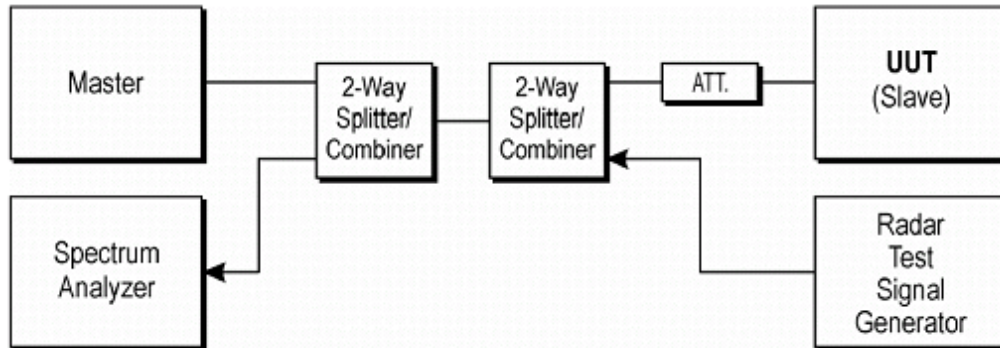 Master
2-Way
Splitter/
Combiner
2-Way
Splitter/
Combiner
ATT.
UUT
(Slave)
Spectrum
Analyzer
Radar
Test
Signal
Generator